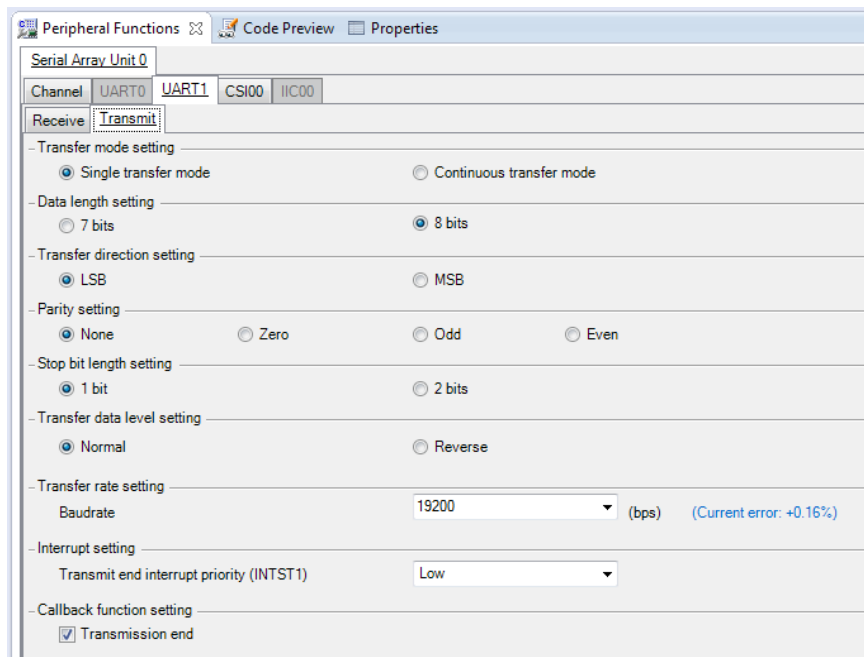 Peripheral Functions Code Preview Properties
Serial Array Unit 0
Channel UART0 UART1 CSI00 IIC00
Receive Transmit
Transfer mode setting
Single transfer mode Continuous transfer mode
Data length setting
7 bits 8 bits
Transfer direction setting
LSB MSB
Parity setting
None Zero Odd Even
Stop bit length setting
1 bit 2 bits
Transfer data level setting
Normal Reverse
Transfer rate setting
Baudrate 19200 (bps) (Current error: +0.16%)
Interrupt setting
Transmit end interrupt priority (INTST1) Low
Callback function setting
Transmission end